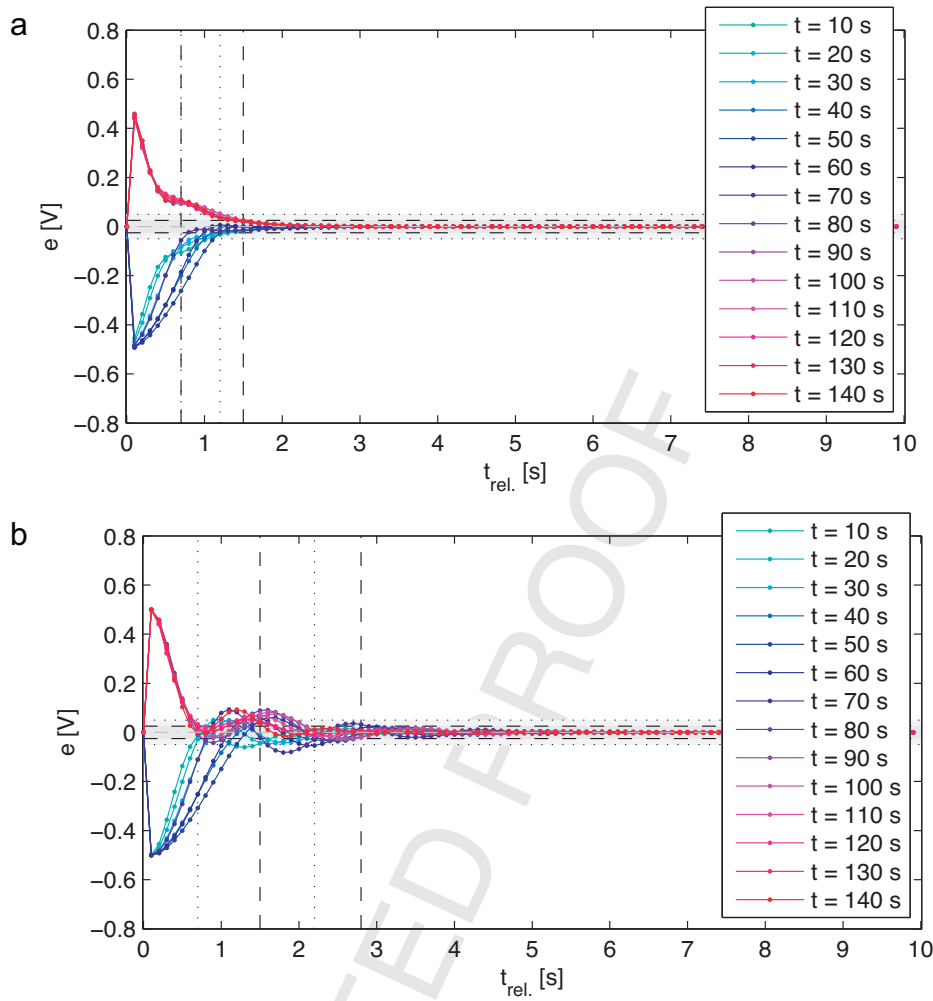 a
e [V]
0.8
0.6
0.4
0.2
0
−0.2
−0.4
−0.6
−0.8
0 1 2 3 4 5 6 7 8 9 10
t rel. [s]
t = 10 s
t = 20 s
t = 30 s
t = 40 s
t = 50 s
t = 60 s
t = 70 s
t = 80 s
t = 90 s
t = 100 s
t = 110 s
t = 120 s
t = 130 s
t = 140 s
b
e [V]
0.8
0.6
0.4
0.2
0
−0.2
−0.4
−0.6
−0.8
0 1 2 3 4 5 6 7 8 9 10
t rel. [s]
t = 10 s
t = 20 s
t = 30 s
t = 40 s
t = 50 s
t = 60 s
t = 70 s
t = 80 s
t = 90 s
t = 100 s
t = 110 s
t = 120 s
t = 130 s
t = 140 s
TED PROOF